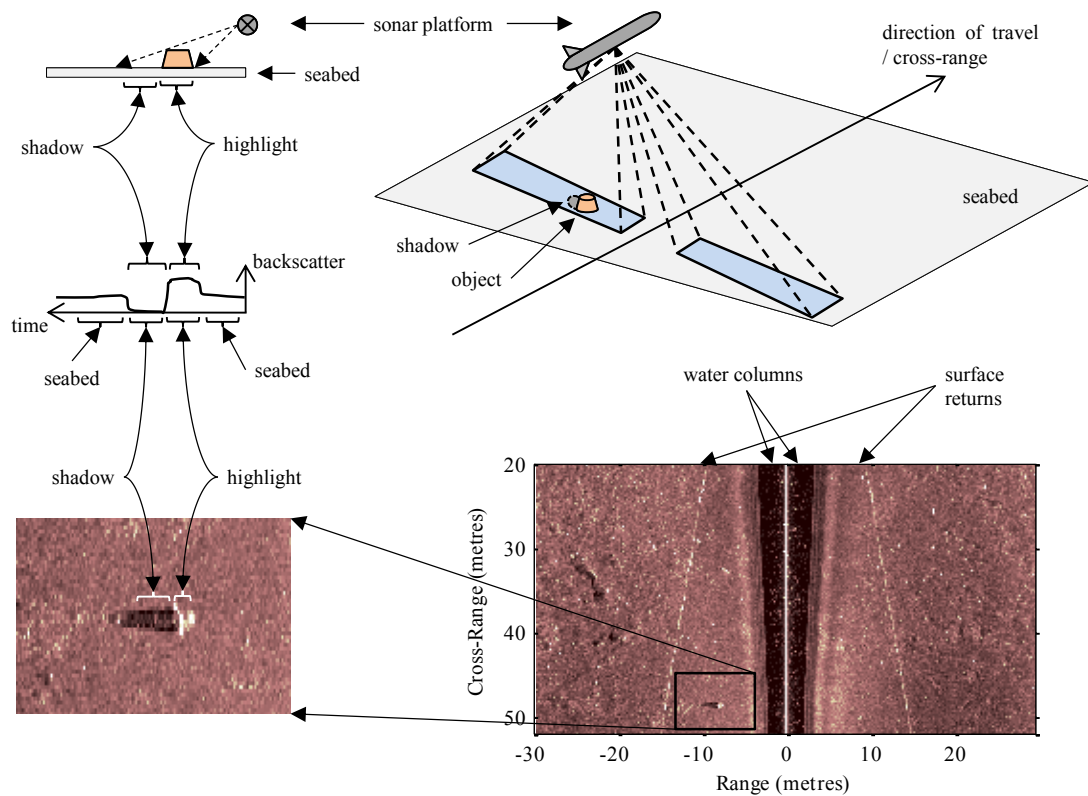 sonar platform
direction of travel
/ cross-range
seabed
shadow
highlight
seabed
shadow
object
backscatter
time
seabed
seabed
water columns
surface
returns
shadow
highlight
20
30
40
50
Cross-Range (metres)
-30
-20
-10
0
10
20
Range (metres)